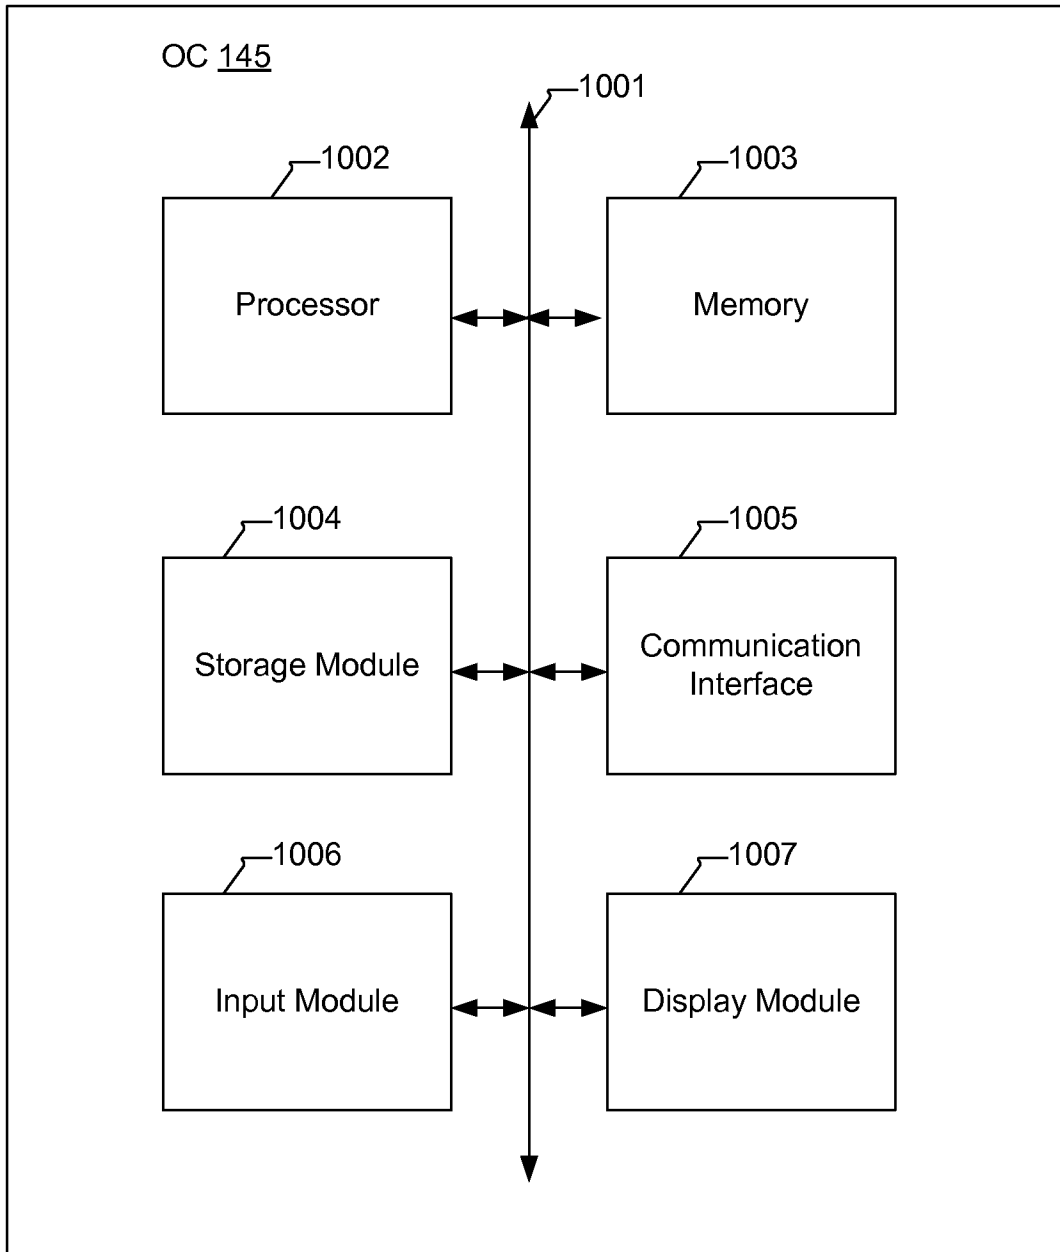 OC 145
1001
1002
1003
Processor
Memory
1004
1005
Storage Module
Communication
Interface
1006
1007
Input Module
Display Module